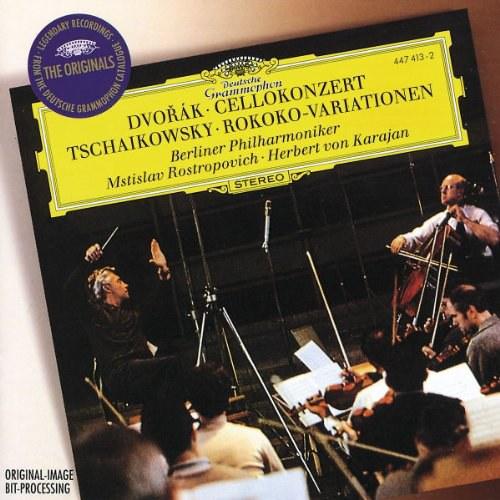 LEGENDARY RECORDINGS
FROM THE DEUTSCHE GRAMMOPHON CATALOGUE
THE ORIGINALS
Deutsche
Grammophon
447 413-2
DVOŘÁK · CELLOKONZERT
TSCHAIKOWSKY · ROKOKO-VARIATIONEN
Berliner Philharmoniker
Mstislav Rostropovich · Herbert von Karajan
STEREO
ORIGINAL-IMAGE
BIT-PROCESSING